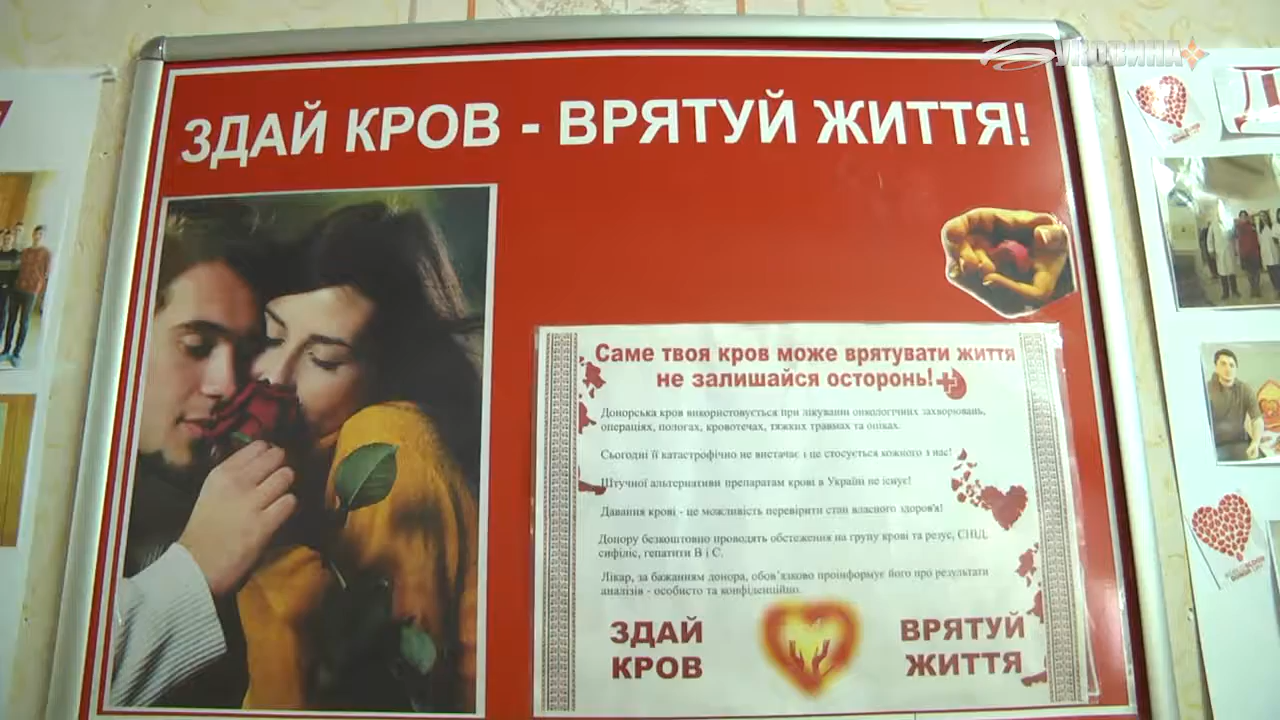 БУКОВИНА
ЗДАЙ КРОВ - ВРЯТУЙ ЖИТТЯ!
Саме твоя кров може врятувати життя
не залишайся осторонь!
Донорська кров використовується при лікуванні онкологічних захворювань,
операціях, пологах, кровотечах, тяжких травмах та опіках.
Сьогодні її катастрофічно не вистачає і це стосується кожного з нас!
Штучної альтернативи препаратам крові в Україні не існує!
Давання крові - це можливість перевірити стан власного здоров'я!
Донору безкоштовно проводять обстеження на групу крові та резус, СНІД,
сифіліс, гепатити В і С.
Лікар, за бажанням донора, обов'язково проінформує його про результати
аналізів - особисто та конфіденційно.
ЗДАЙ
КРОВ
ВРЯТУЙ
ЖИТТЯ